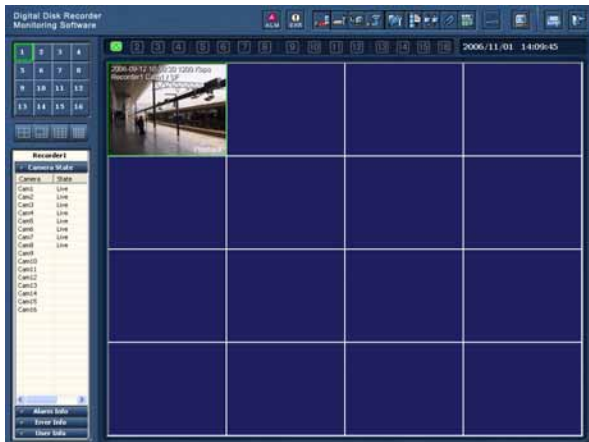 Digital Disk Recorder
Monitoring Software
ALM
ERR
2 3 4 5 6 7 8 9 10 11 12 13 14 15 16
2006/11/01 14:09:45
1 2 3 4
5 6 7 8
9 10 11 12
13 14 15 16
Recorder1
Camera State
Camera State
Cam1 Live
Cam2 Live
Cam3 Live
Cam4 Live
Cam5 Live
Cam6 Live
Cam7 Live
Cam8 Live
Cam9
Cam10
Cam11
Cam12
Cam13
Cam14
Cam15
Cam16
Alarm Info
Error Info
User Info
Recorder1 Cam1 / SF